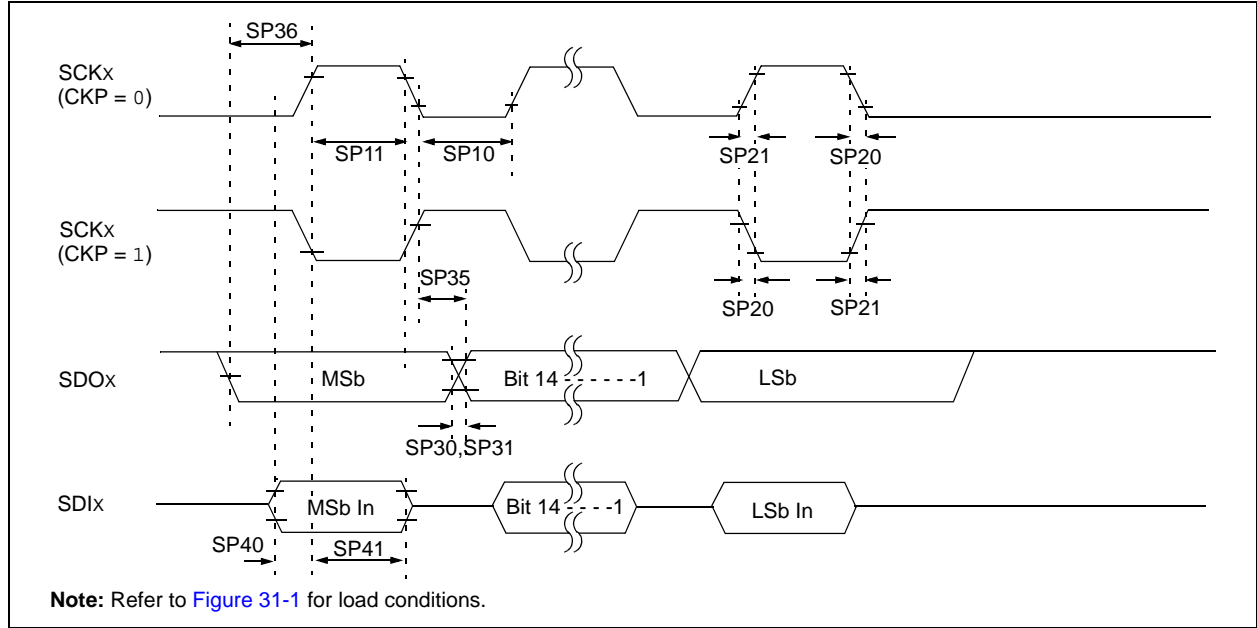 SP36
SCKx
(CKP = 0)
SP11
SP10
SP21
SP20
SCKx
(CKP = 1)
SP35
SP20
SP21
SDOx
MSb
Bit 14 - - - - - -1
LSb
SP30,SP31
SDIx
MSb In
Bit 14 - - - -1
LSb In
SP40
SP41
Note: Refer to Figure 31-1 for load conditions.